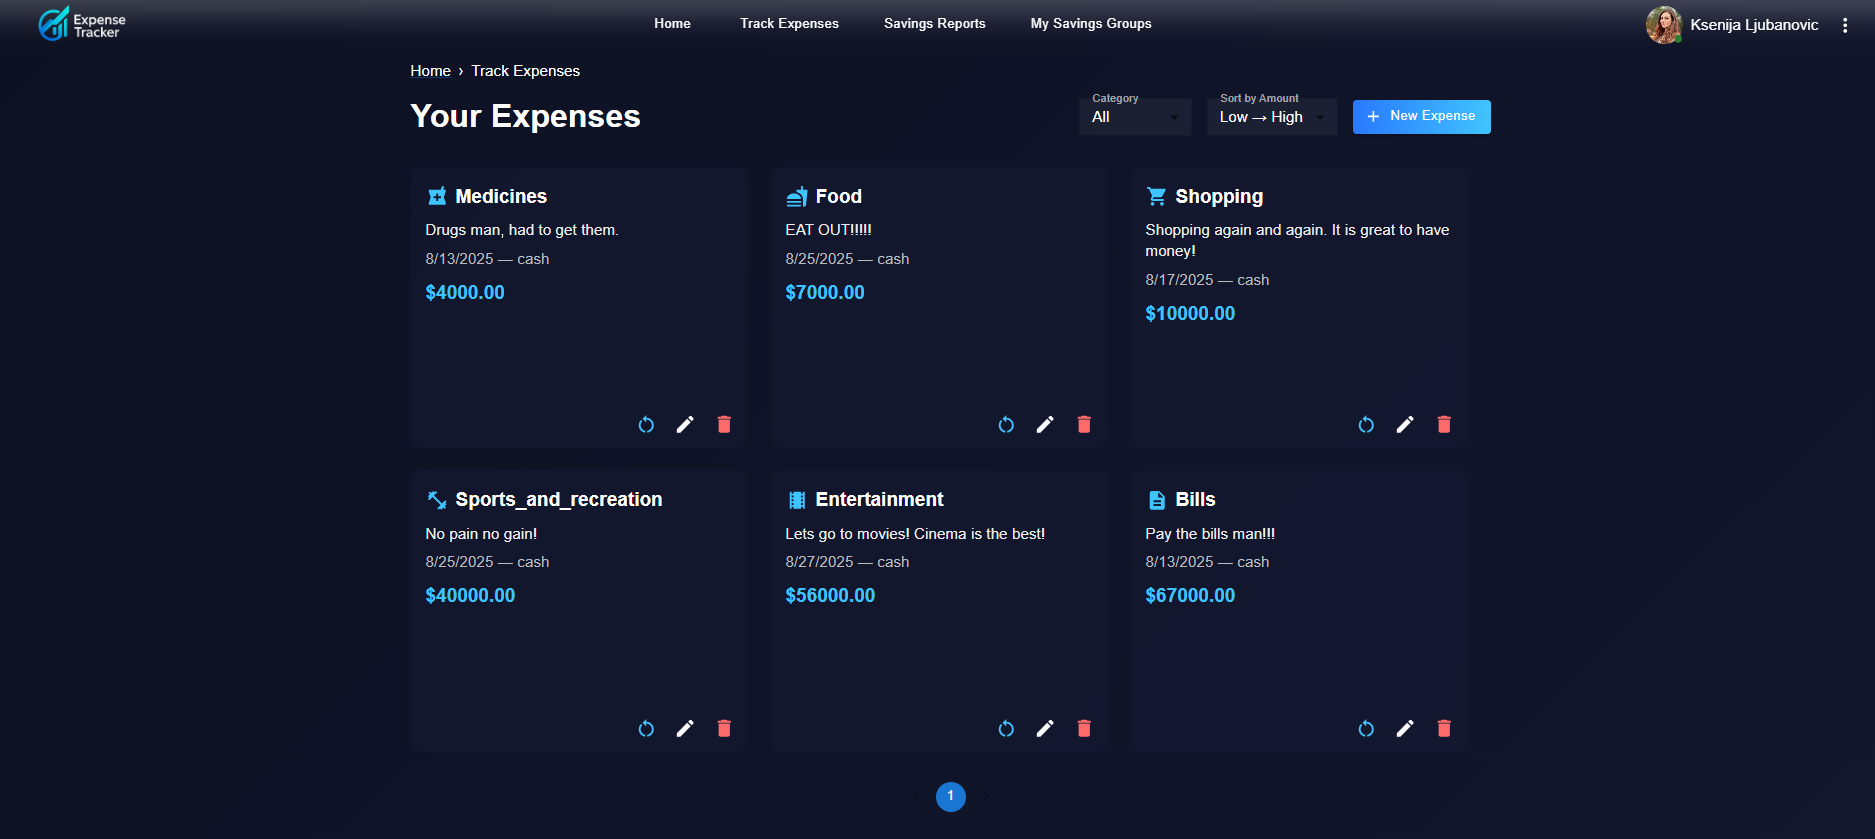 Expense
Tracker
Home
Track Expenses
Savings Reports
My Savings Groups
Ksenija Ljubanovic
Home › Track Expenses
Your Expenses
Category
All
Sort by Amount
Low → High
+ New Expense
Medicines
Drugs man, had to get them.
8/13/2025 — cash
$4000.00
Food
EAT OUT!!!!!
8/25/2025 — cash
$7000.00
Shopping
Shopping again and again. It is great to have
money!
8/17/2025 — cash
$10000.00
Sports_and_recreation
No pain no gain!
8/25/2025 — cash
$40000.00
Entertainment
Lets go to movies! Cinema is the best!
8/27/2025 — cash
$56000.00
Bills
Pay the bills man!!!
8/13/2025 — cash
$67000.00
1